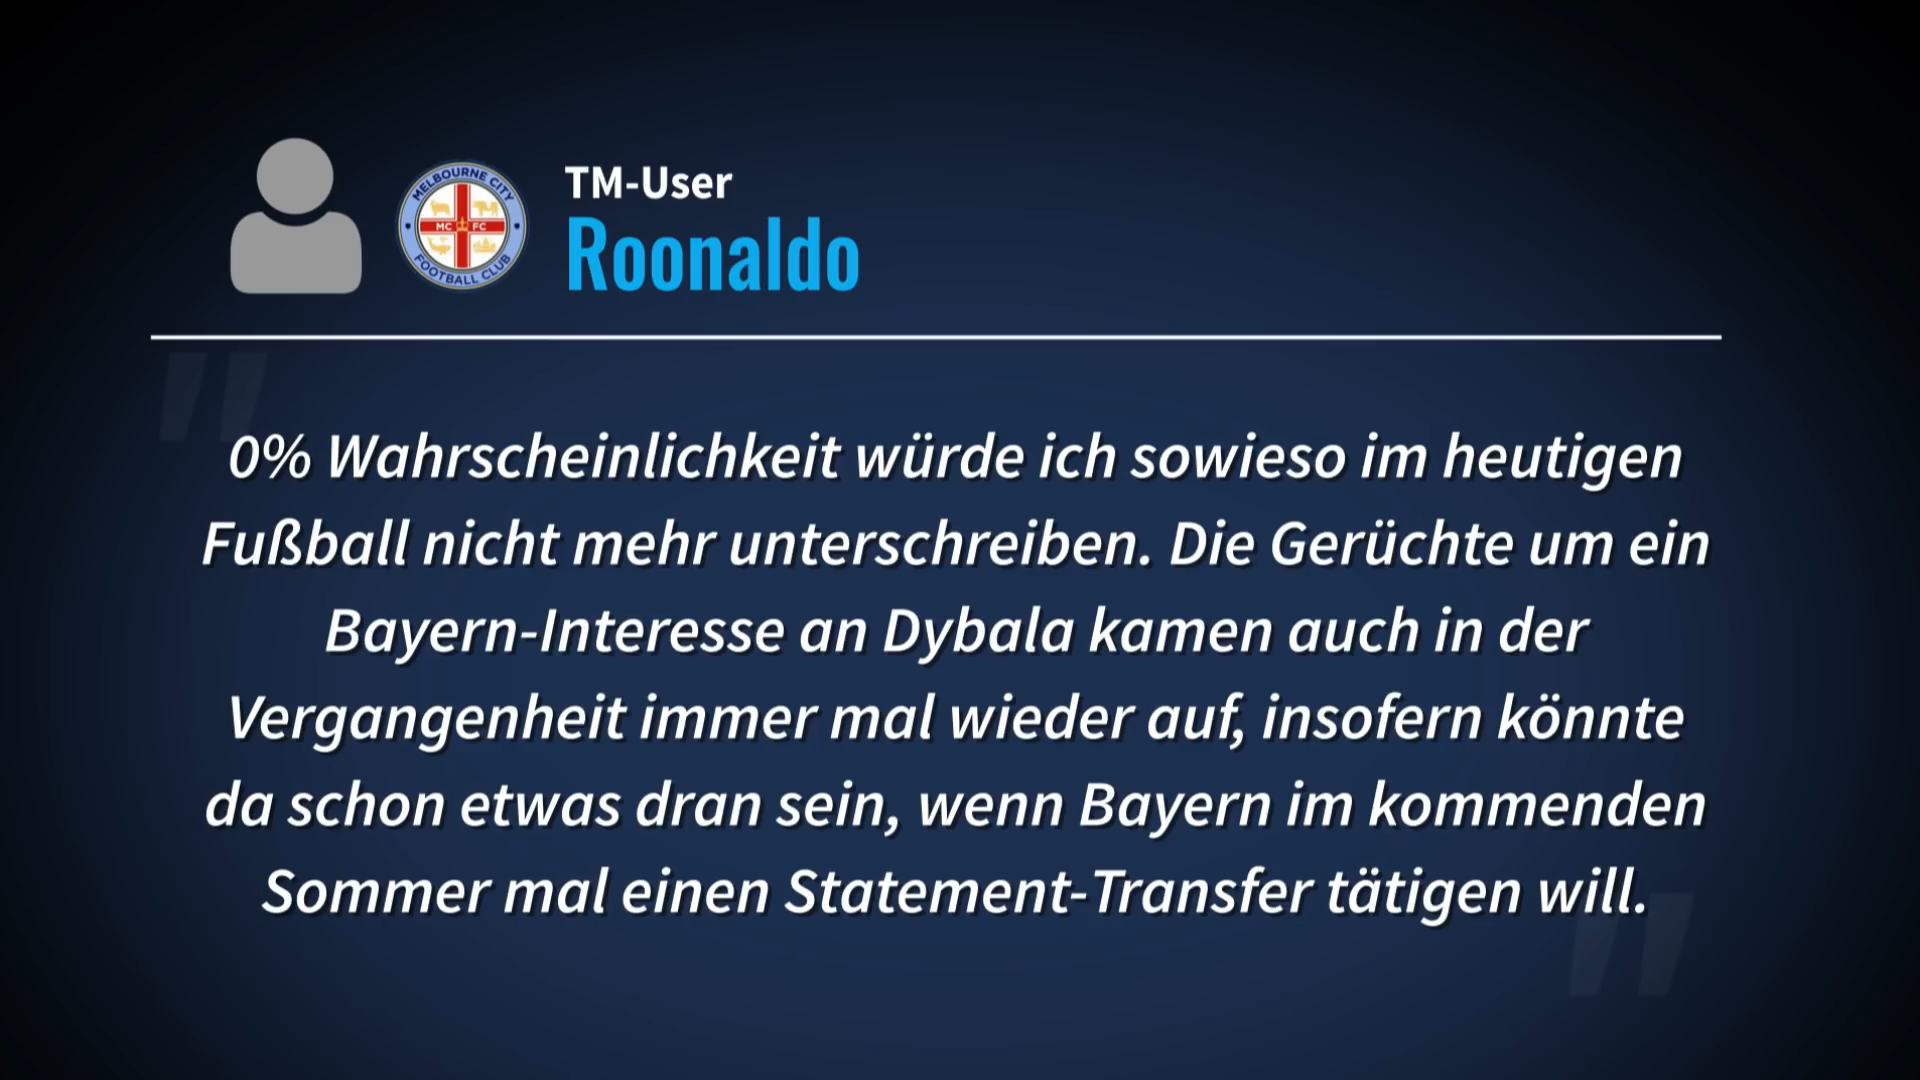 MELBOURNE CITY
MC FC
FOOTBALL CLUB
TM-User
Roonaldo
"
0% Wahrscheinlichkeit würde ich sowieso im heutigen
Fußball nicht mehr unterschreiben. Die Gerüchte um ein
Bayern-Interesse an Dybala kamen auch in der
Vergangenheit immer mal wieder auf, insofern könnte
da schon etwas dran sein, wenn Bayern im kommenden
Sommer mal einen Statement-Transfer tätigen will.
"